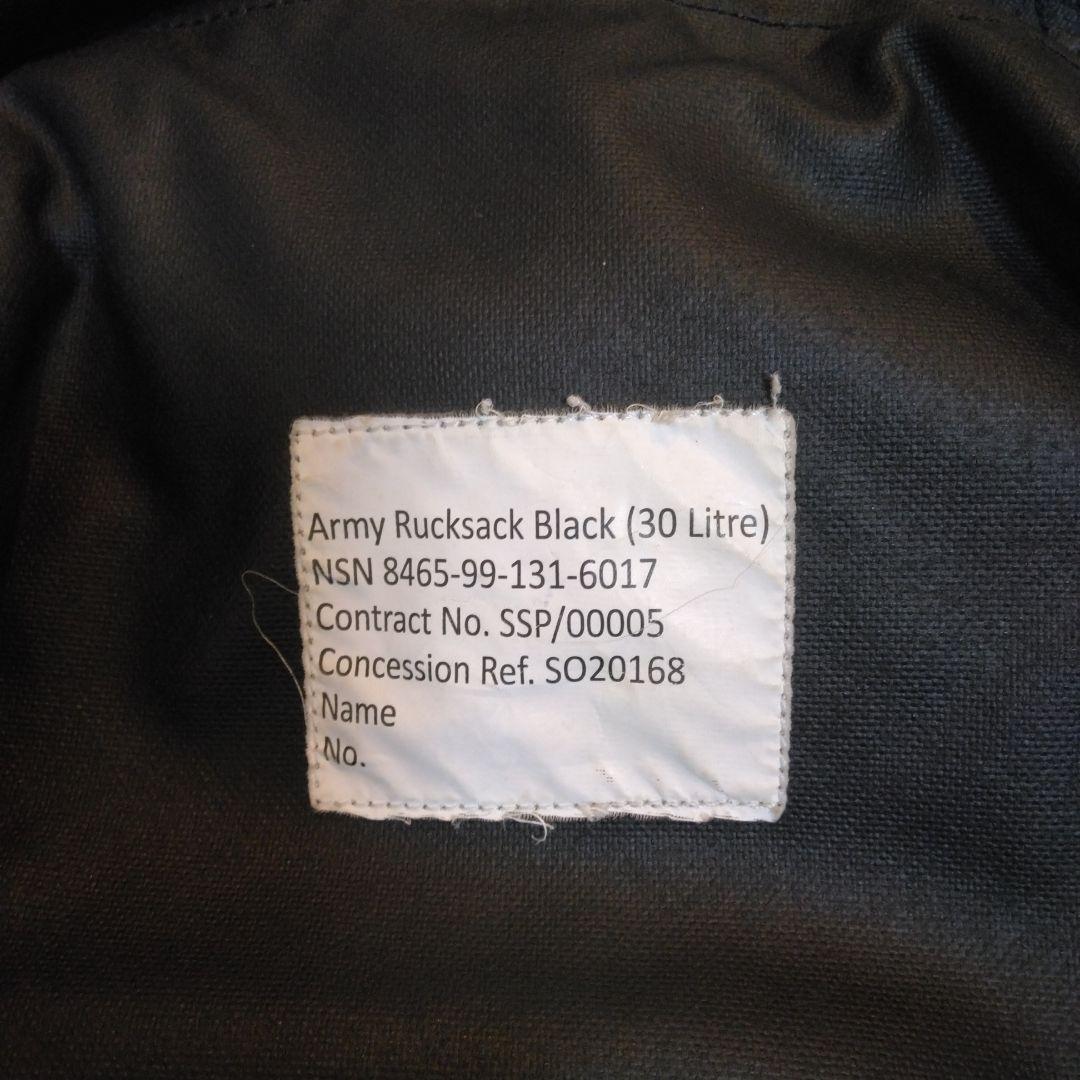 Army Rucksack Black (30 Litre)
NSN 8465-99-131-6017
Contract No. SSP/00005
Concession Ref. SO20168
Name
No.